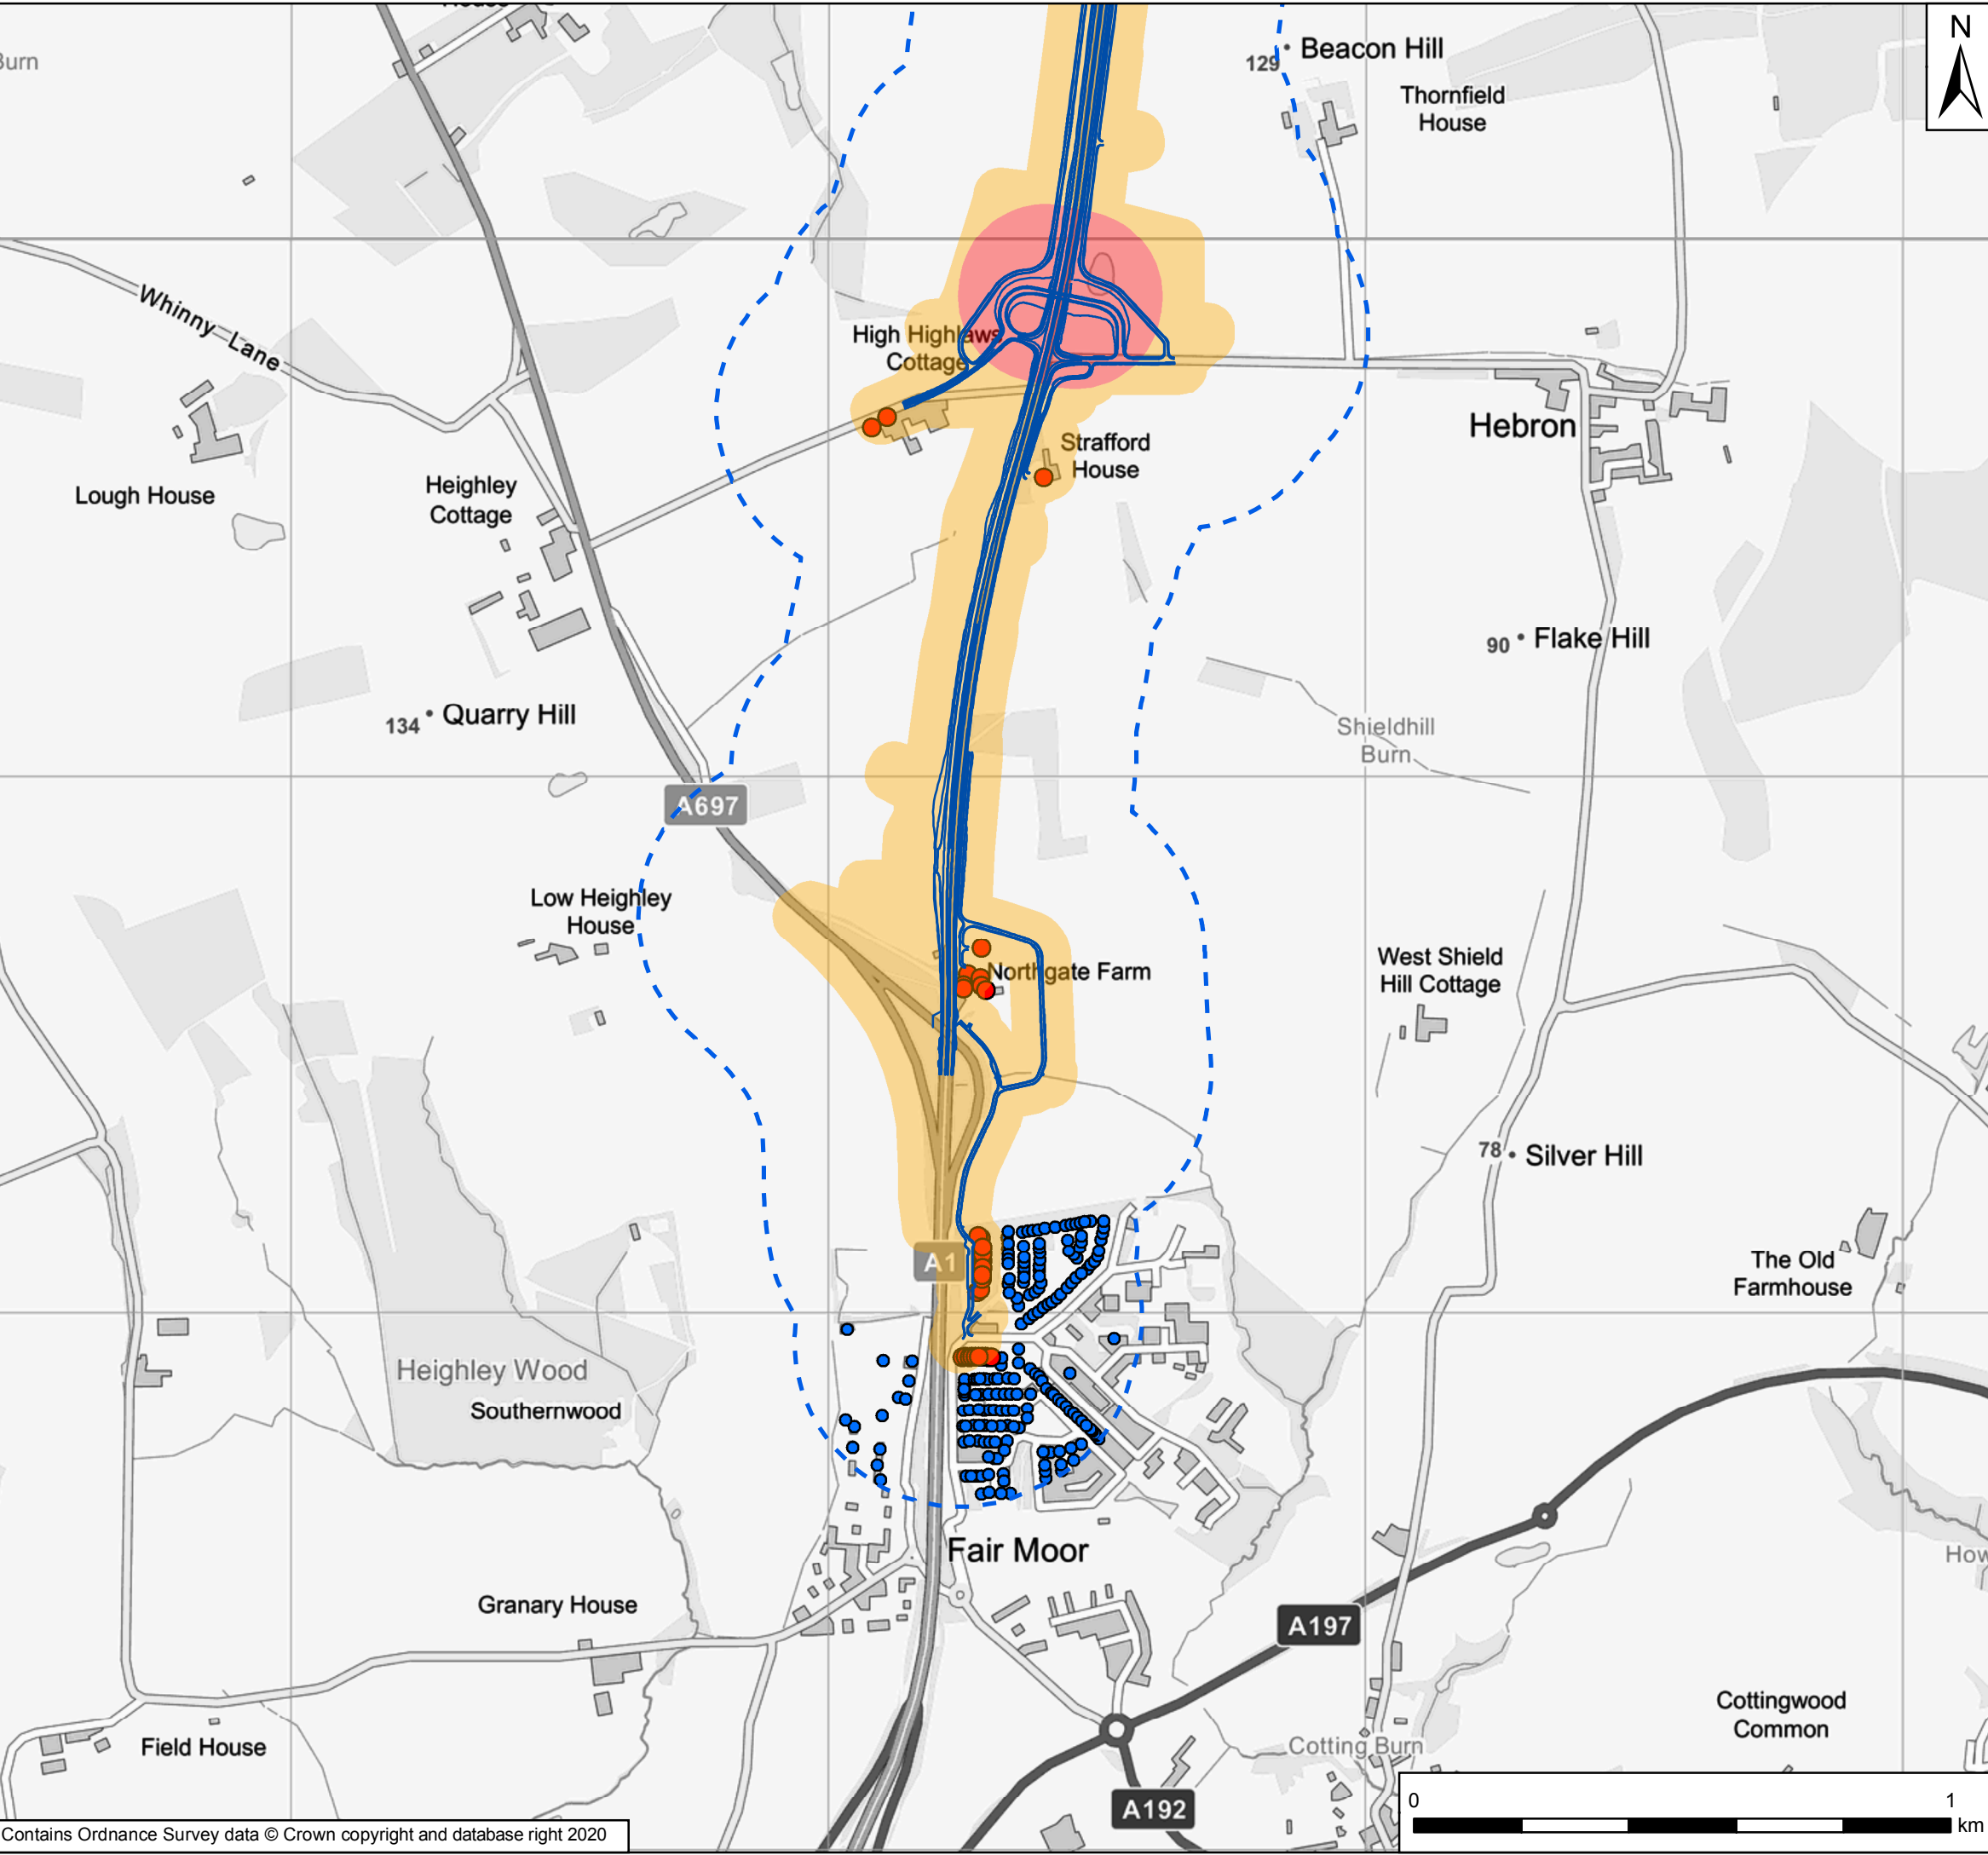 N
Beacon Hill
129
Thornfield
House
Whinny Lane
High Highlaws
Cottage
Hebron
Strafford
House
Lough House
Heighley
Cottage
90
Flake Hill
134
Quarry Hill
Shieldhill
Burn
A697
Low Heighley
House
Northgate Farm
West Shield
Hill Cottage
78
Silver Hill
A1
The Old
Farmhouse
Heighley Wood
Southernwood
Fair Moor
Granary House
A197
Cottingwood
Common
Field House
Cotting Burn
A192
0
1
km
Contains Ordnance Survey data © Crown copyright and database right 2020